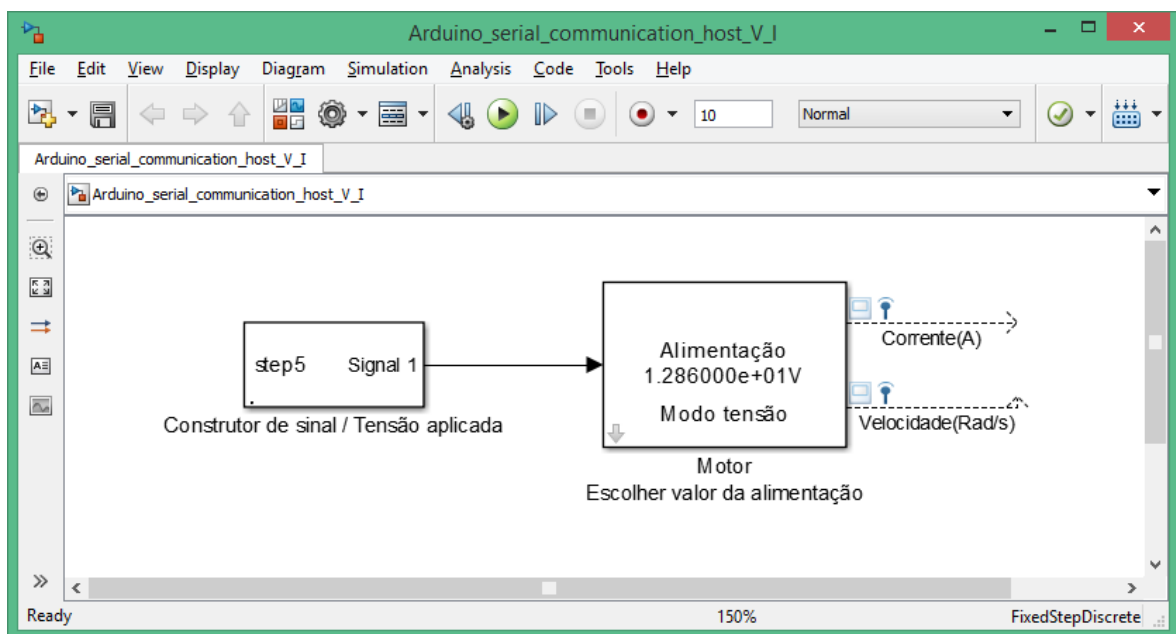 Arduino_serial_communication_host_V_I
File Edit View Display Diagram Simulation Analysis Code Tools Help
10 Normal
Arduino_serial_communication_host_V_I
Arduino_serial_communication_host_V_I
step5 Signal 1
.
Construtor de sinal / Tensão aplicada
Alimentação
1.286000e+01V
Modo tensão
Motor
Escolher valor da alimentação
Corrente(A)
Velocidade(Rad/s)
Ready 150% FixedStepDiscrete